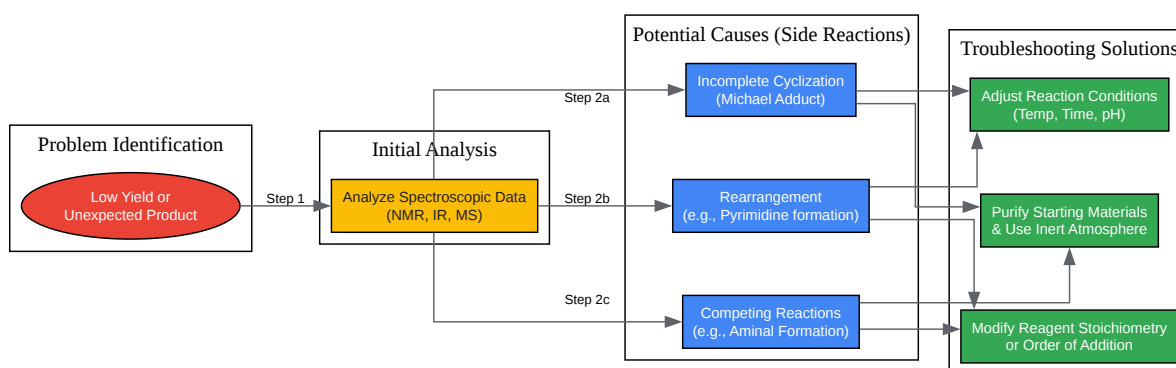 Problem Identification
Low Yield or
Unexpected Product
Step 1
Initial Analysis
Analyze Spectroscopic Data
(NMR, IR, MS)
Step 2a
Step 2b
Step 2c
Potential Causes (Side Reactions)
Incomplete Cyclization
(Michael Adduct)
Rearrangement
(e.g., Pyrimidine formation)
Competing Reactions
(e.g., Aminal Formation)
Troubleshooting Solutions
Adjust Reaction Conditions
(Temp, Time, pH)
Purify Starting Materials
& Use Inert Atmosphere
Modify Reagent Stoichiometry
or Order of Addition